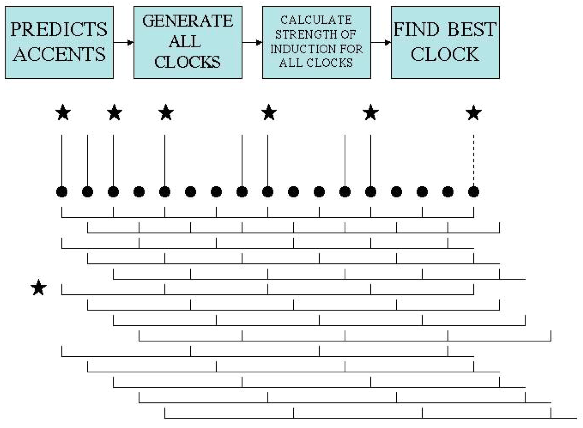 PREDICTS
ACCENTS
GENERATE
ALL
CLOCKS
CALCULATE
STRENGTH OF
INDUCTION FOR
ALL CLOCKS
FIND BEST
CLOCK